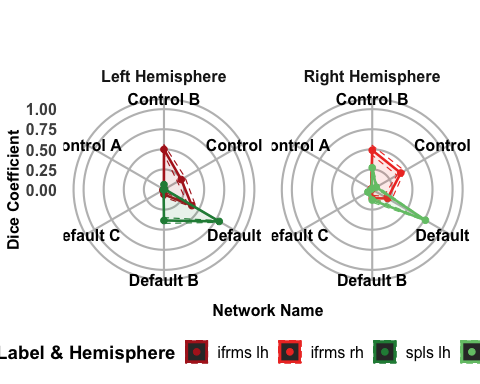 Left Hemisphere
Right Hemisphere
Control B
ontrol A
Control
efault C
Default
Default B
Control B
ontrol A
Control
efault C
Default
Default B
1.00
0.75
0.50
0.25
0.00
Dice Coefficient
Network Name
Label & Hemisphere ifrms lh ifrms rh spls lh